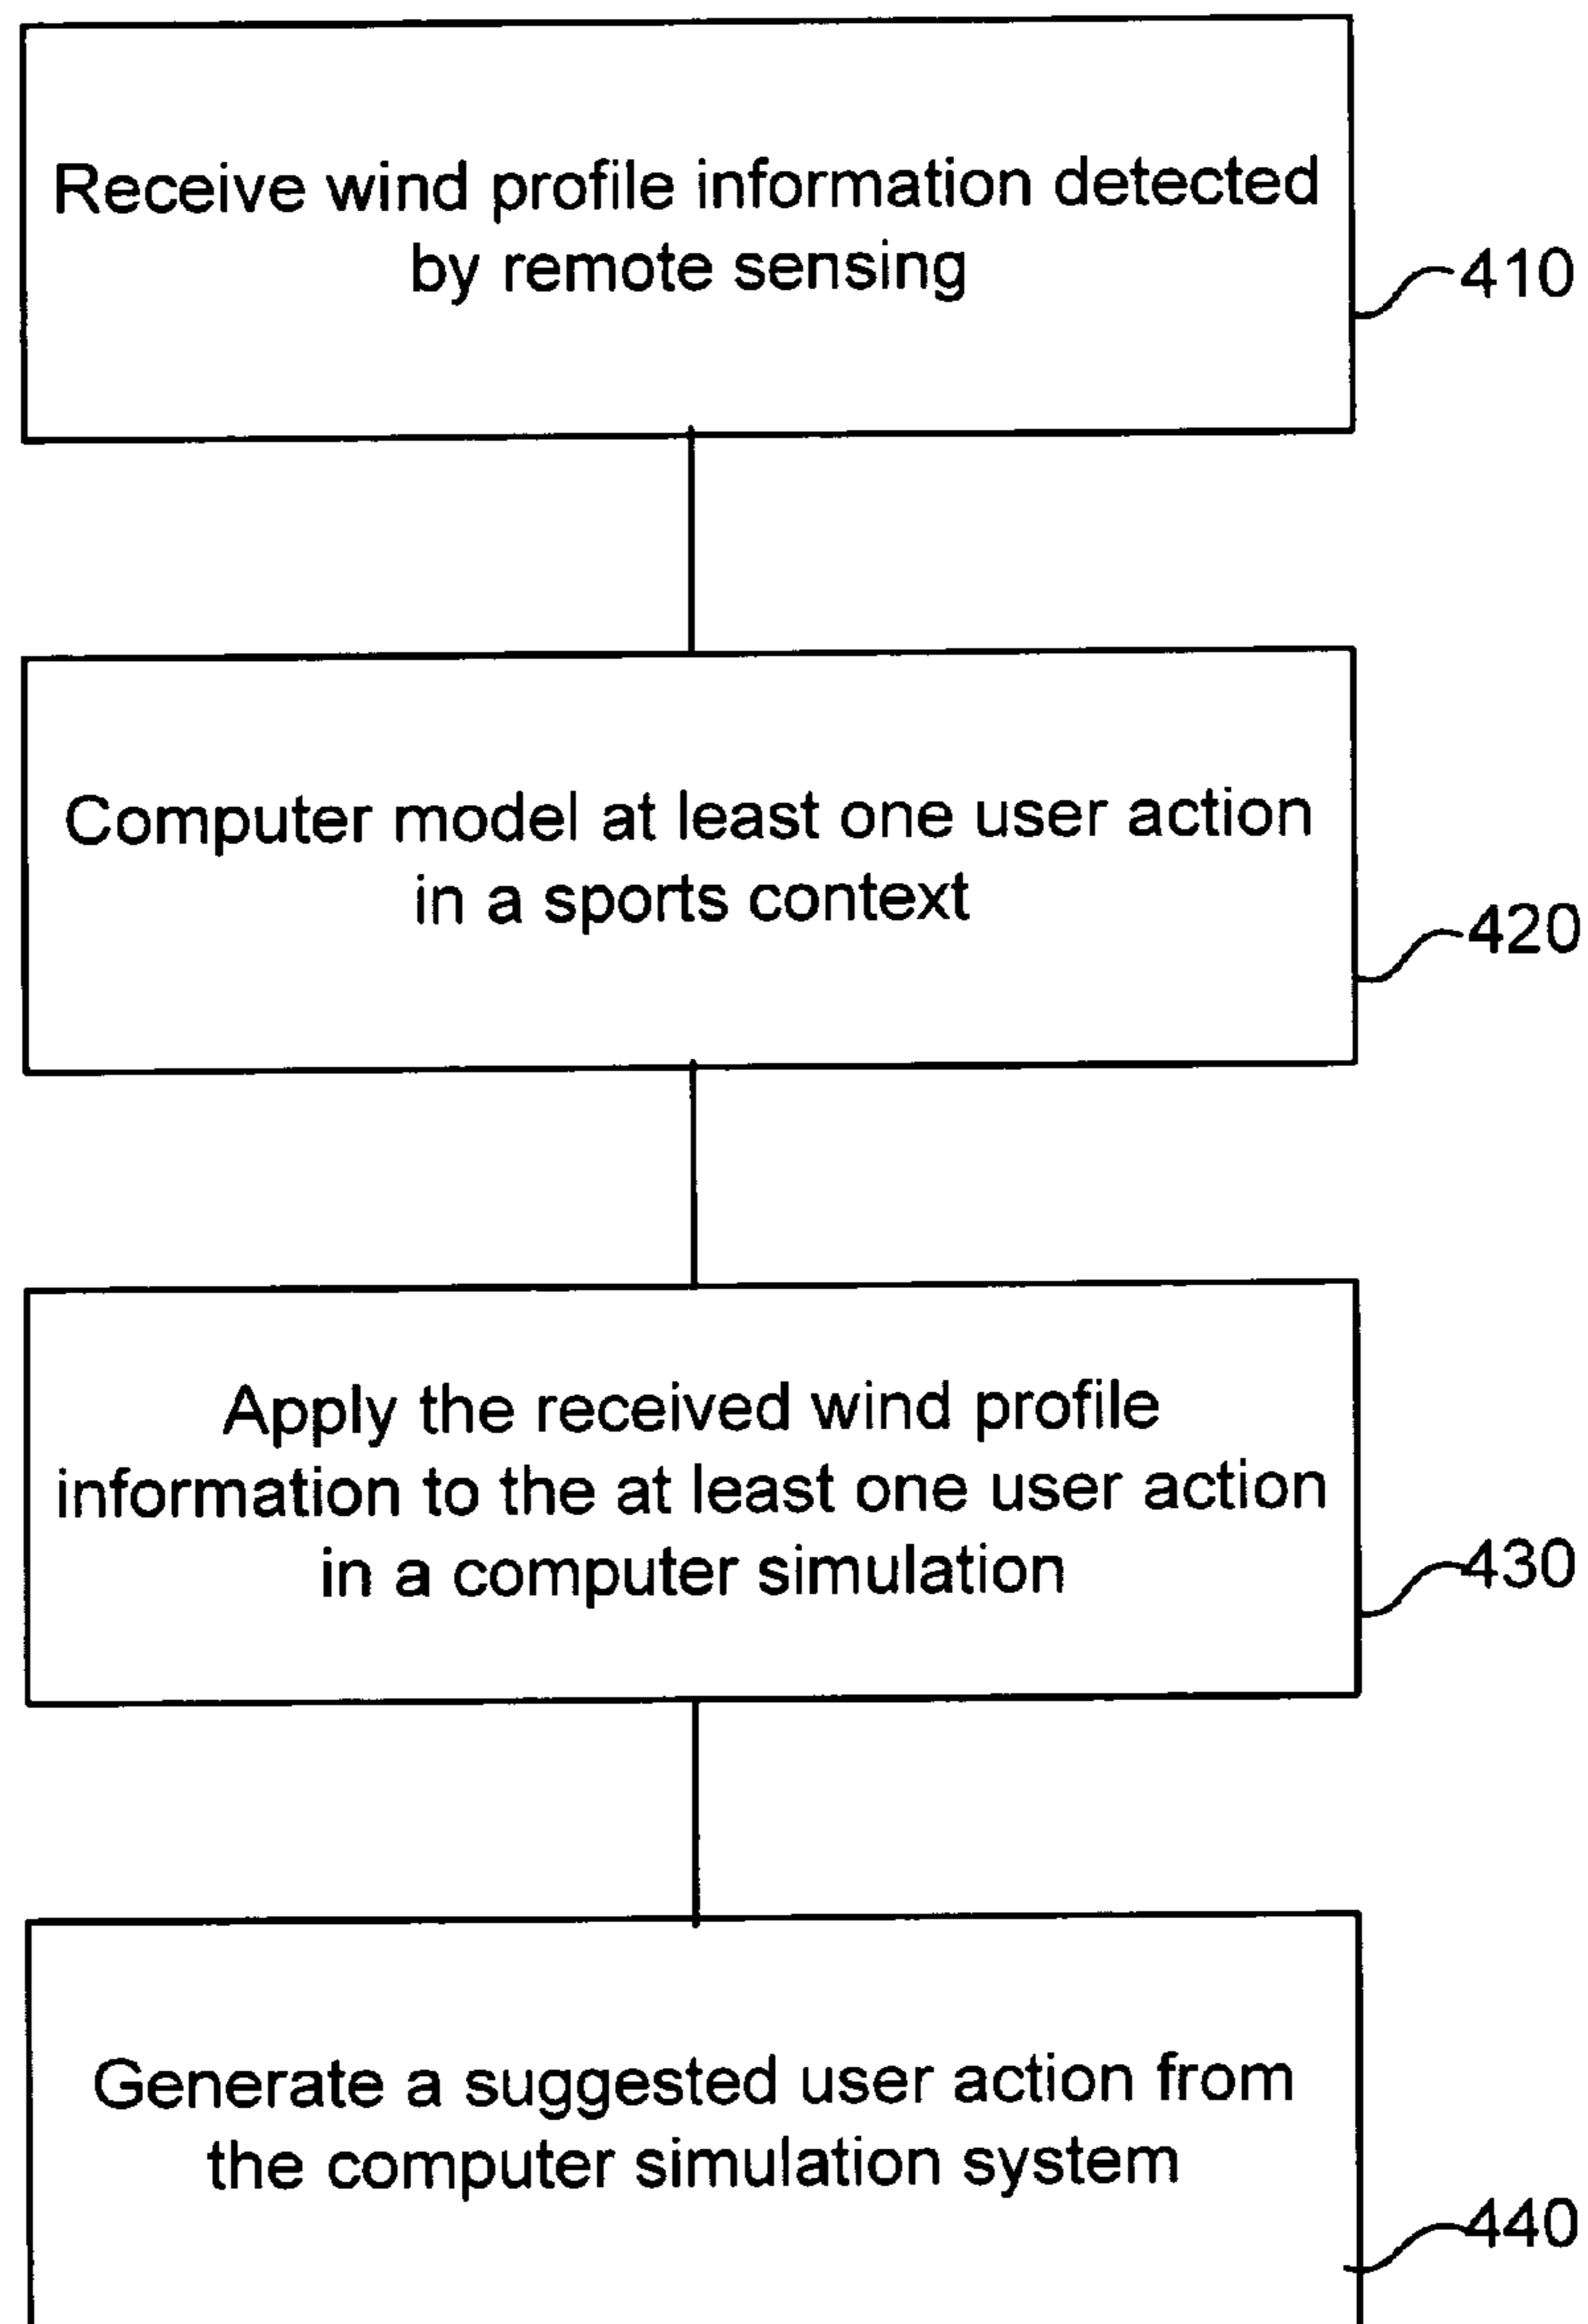 Receive wind profile information detected
by remote sensing
410
Computer model at least one user action
in a sports context
420
Apply the received wind profile
information to the at least one user action
in a computer simulation
430
Generate a suggested user action from
the computer simulation system
440